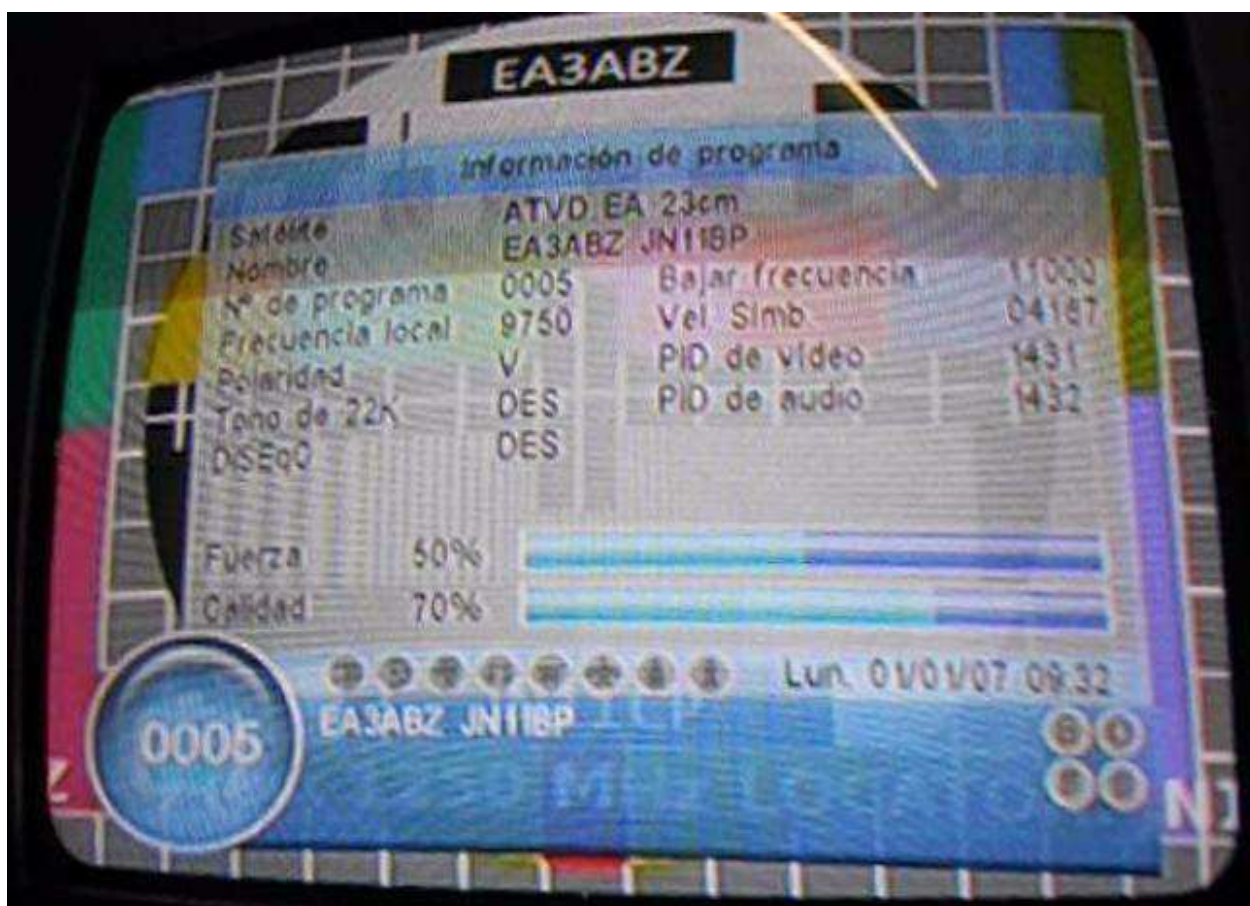 EA3ABZ
Información de programa
Satélite ATVD EA 23cm
Nombre EA3ABZ JN11BP
Nº de programa 0005 Bajar frecuencia 11000
Frecuencia local 9750 Vel Simb. 04167
Polaridad V PID de vídeo 1431
Tono de 22K DES PID de audio 1432
DiSEqC DES
Fuerza 50%
Calidad 70%
Lun. 01/01/07 09:32
0005 EA3ABZ JN11BP